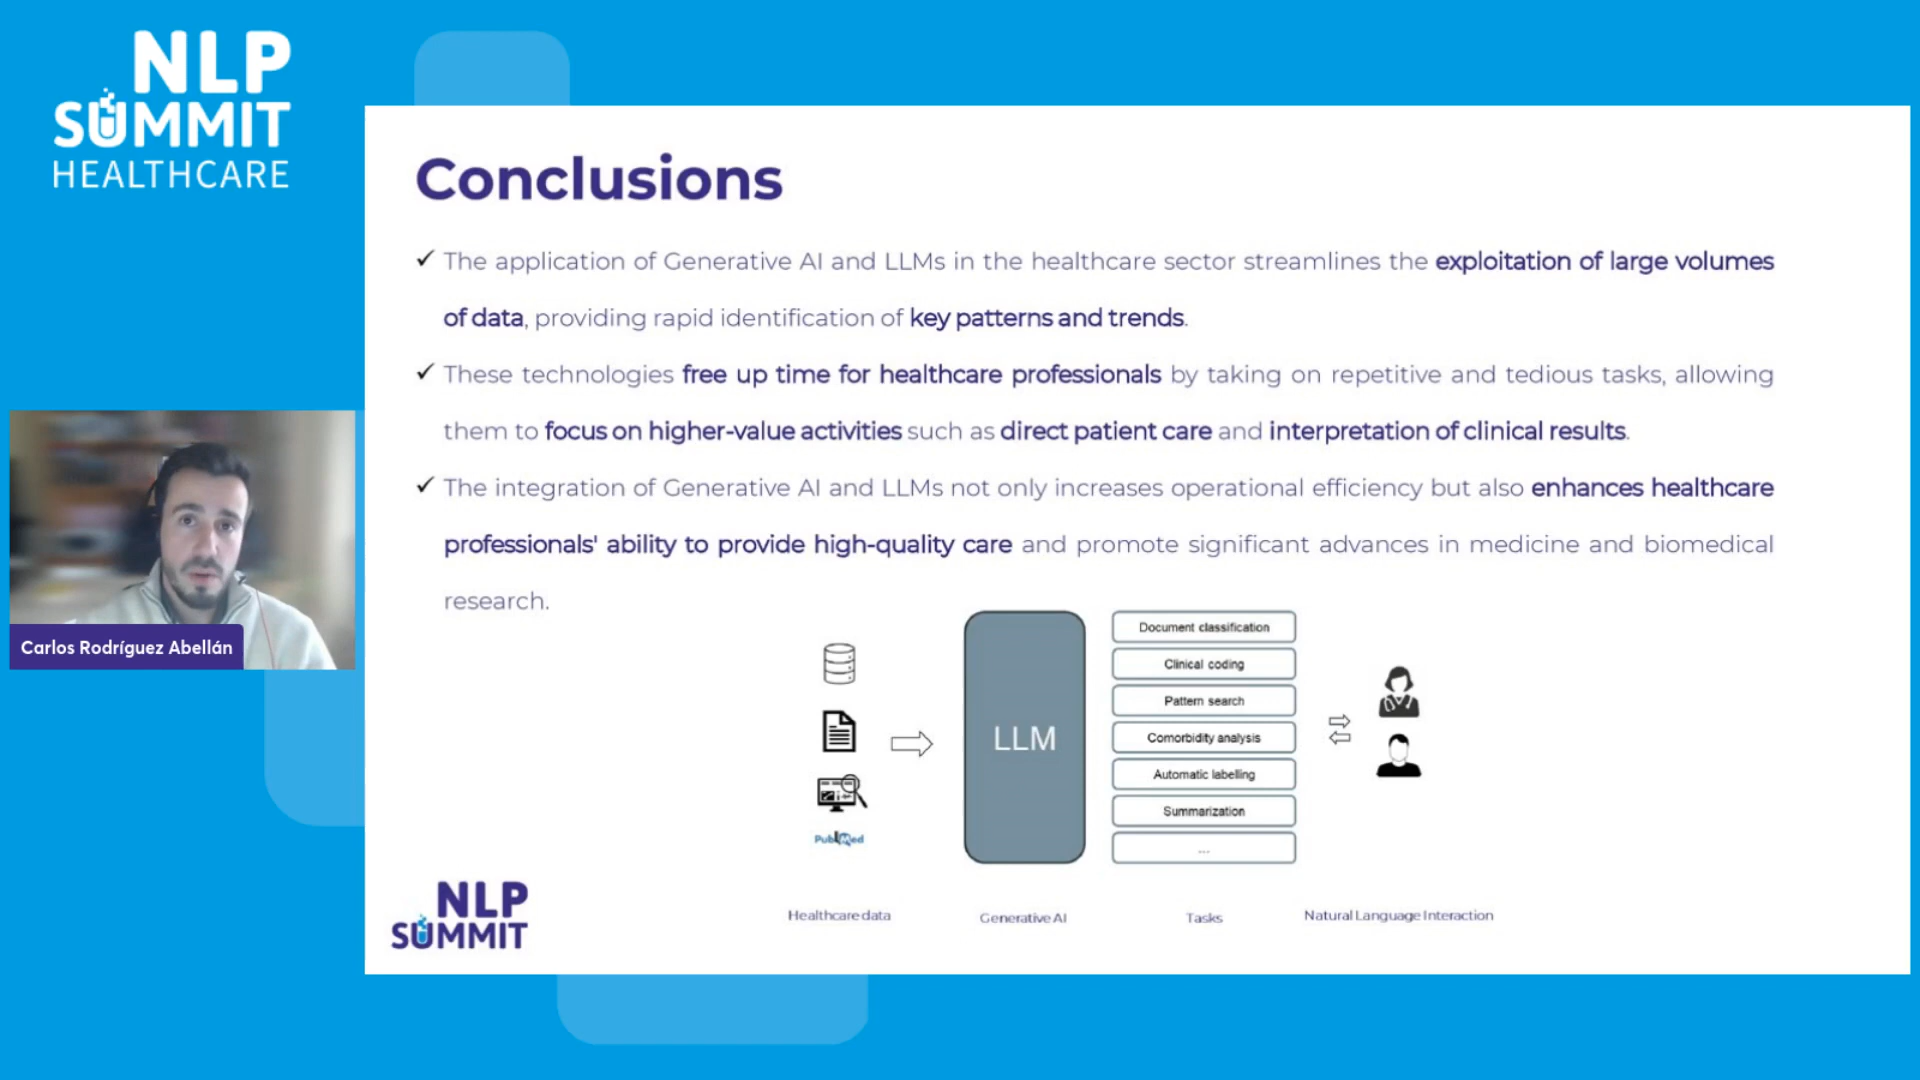 NLP
SUMMIT
HEALTHCARE
Conclusions
✓ The application of Generative AI and LLMs in the healthcare sector streamlines the exploitation of large volumes
of data, providing rapid identification of key patterns and trends.
✓ These technologies free up time for healthcare professionals by taking on repetitive and tedious tasks, allowing
them to focus on higher-value activities such as direct patient care and interpretation of clinical results.
✓ The integration of Generative AI and LLMs not only increases operational efficiency but also enhances healthcare
professionals' ability to provide high-quality care and promote significant advances in medicine and biomedical
research.
Carlos Rodríguez Abellán
PubMed
LLM
Document classification
Clinical coding
Pattern search
Comorbidity analysis
Automatic labelling
Summarization
...
Healthcare data
Generative AI
Tasks
Natural Language Interaction
NLP
SUMMIT